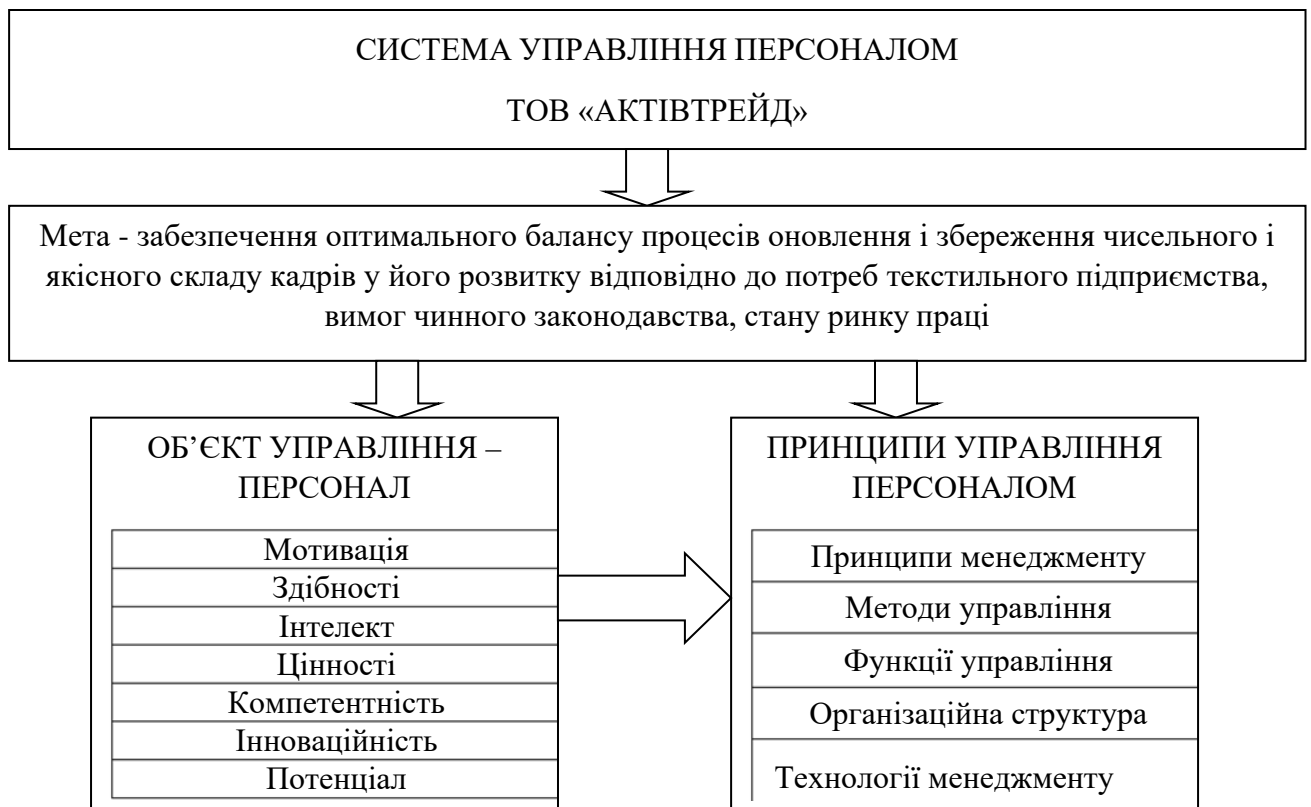 СИСТЕМА УПРАВЛІННЯ ПЕРСОНАЛОМ
ТОВ «АКТІВТРЕЙД»
Мета - забезпечення оптимального балансу процесів оновлення і збереження чисельного і
якісного складу кадрів у його розвитку відповідно до потреб текстильного підприємства,
вимог чинного законодавства, стану ринку праці
ОБ’ЄКТ УПРАВЛІННЯ –
ПЕРСОНАЛ
Мотивація
Здібності
Інтелект
Цінності
Компетентність
Інноваційність
Потенціал
ПРИНЦИПИ УПРАВЛІННЯ
ПЕРСОНАЛОМ
Принципи менеджменту
Методи управління
Функції управління
Організаційна структура
Технології менеджменту